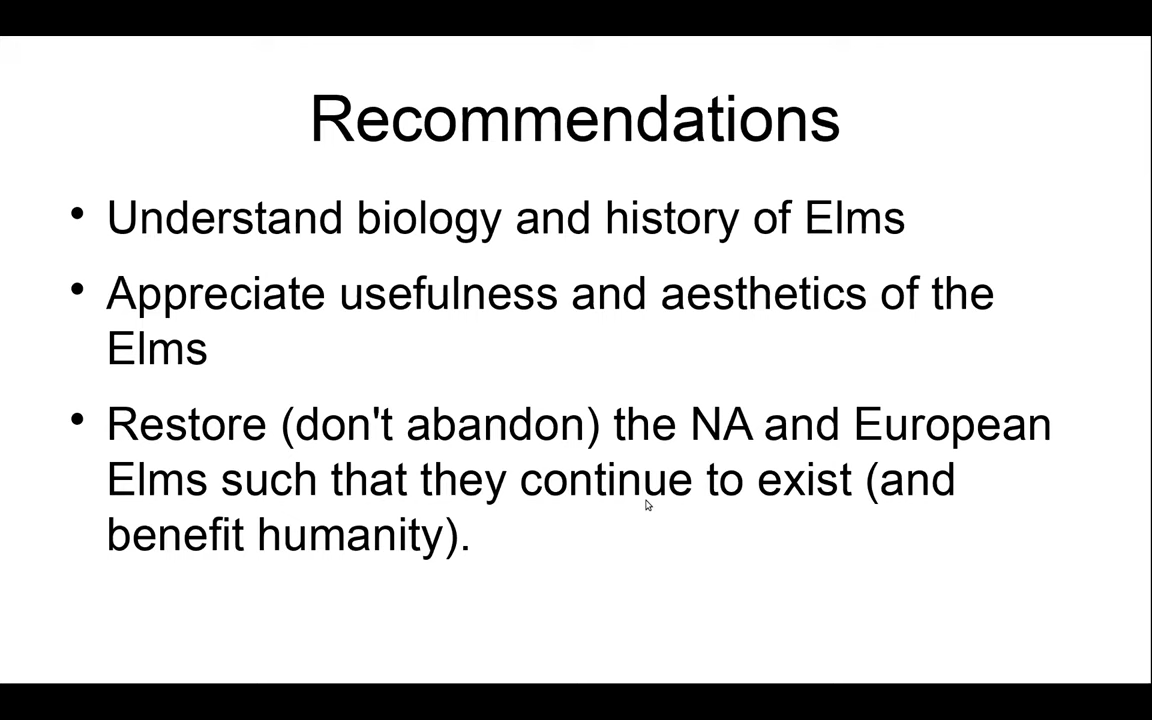 Recommendations
• Understand biology and history of Elms
• Appreciate usefulness and aesthetics of the
Elms
• Restore (don't abandon) the NA and European
Elms such that they continue to exist (and
benefit humanity).